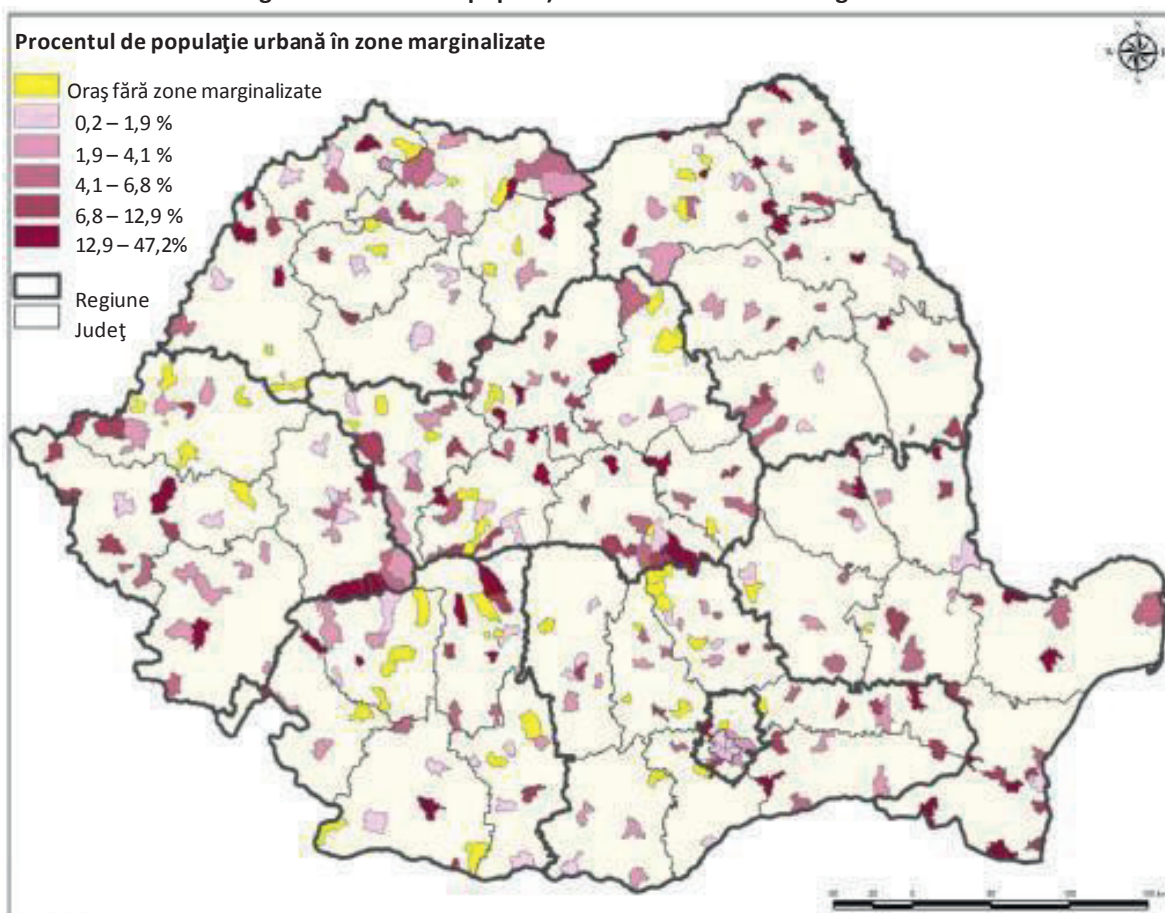 Procentul de populaţie urbană în zone marginalizate
Oraş fără zone marginalizate
0,2 – 1,9 %
1,9 – 4,1 %
4,1 – 6,8 %
6,8 – 12,9 %
12,9 – 47,2%
Regiune
Judeţ